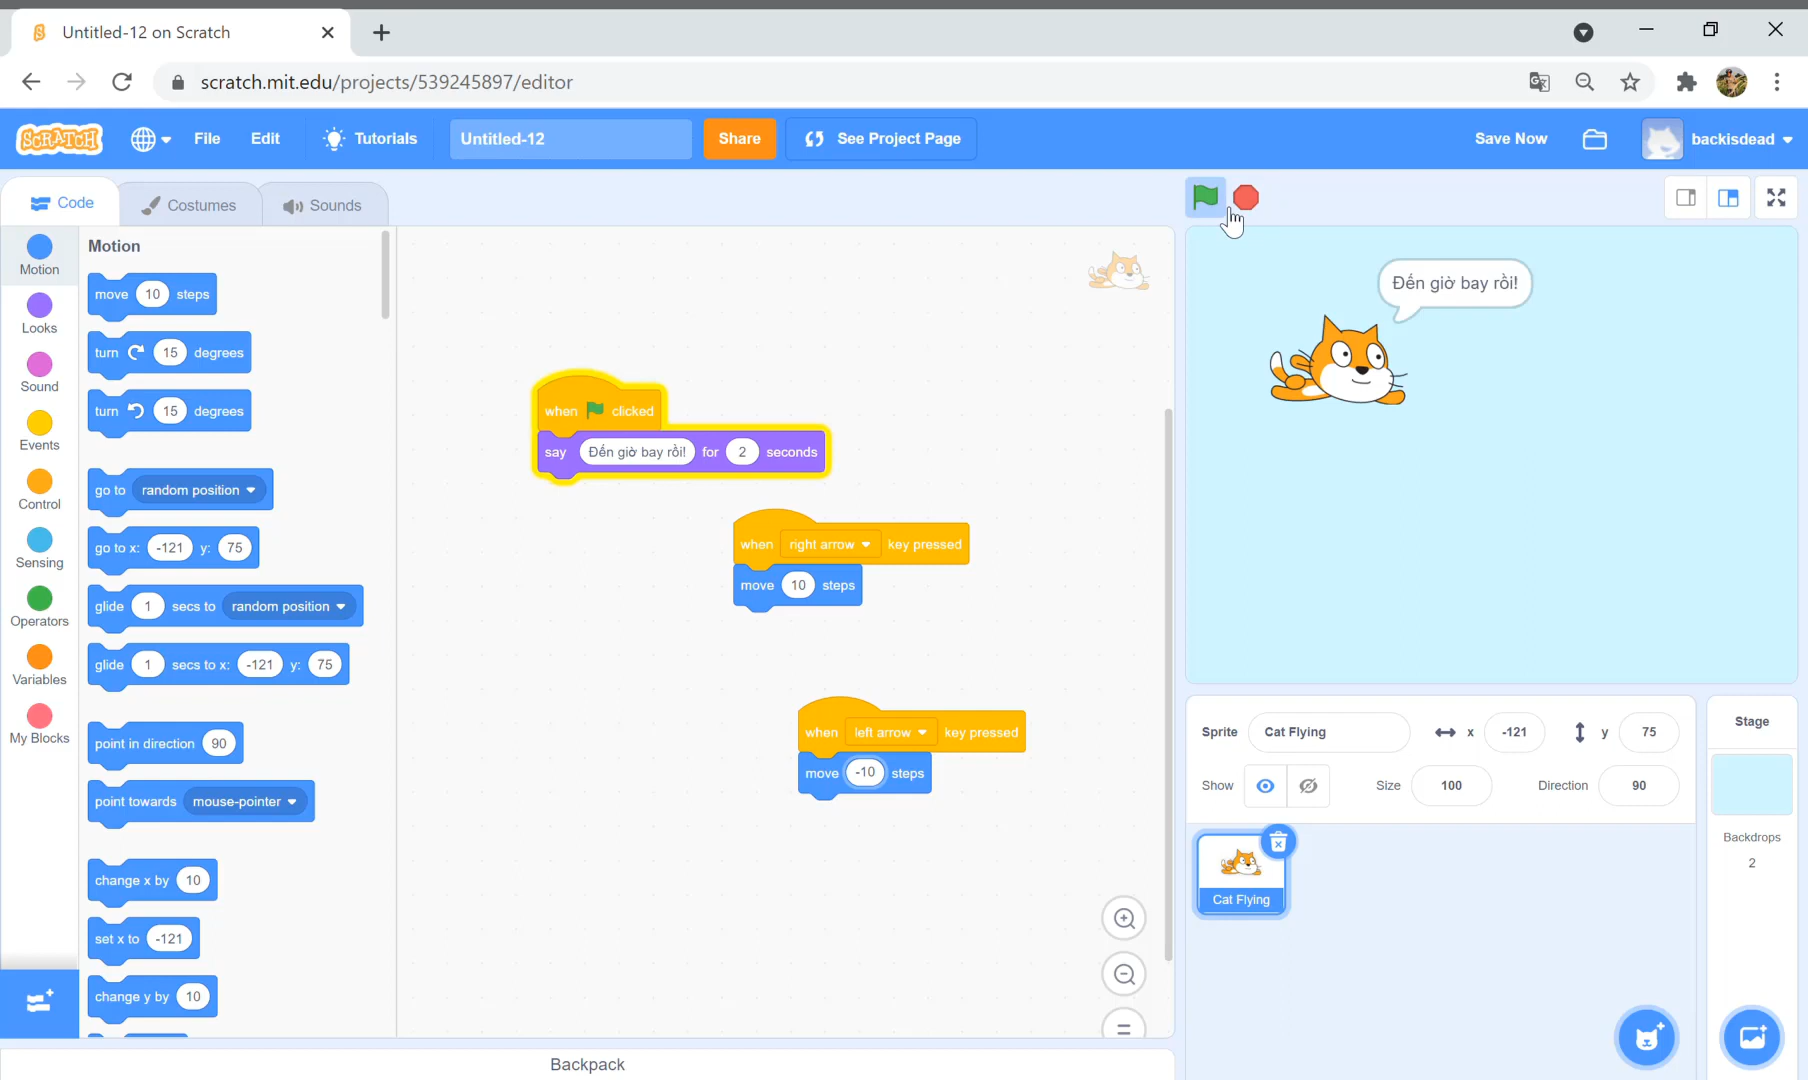 Untitled-12 on Scratch
scratch.mit.edu/projects/539245897/editor
SCRATCH File Edit Tutorials Untitled-12 Share See Project Page Save Now backisdead
Code Costumes Sounds
Motion
Looks
Sound
Events
Control
Sensing
Operators
Variables
My Blocks
Motion
move 10 steps
turn 15 degrees
turn 15 degrees
go to random position
go to x: -121 y: 75
glide 1 secs to random position
glide 1 secs to x: -121 y: 75
point in direction 90
point towards mouse-pointer
change x by 10
set x to -121
change y by 10
when clicked
say Đến giờ bay rồi! for 2 seconds
when right arrow key pressed
move 10 steps
when left arrow key pressed
move -10 steps
Đến giờ bay rồi!
Sprite Cat Flying x -121 y 75
Show Size 100 Direction 90
Cat Flying
Stage
Backdrops
2
Backpack